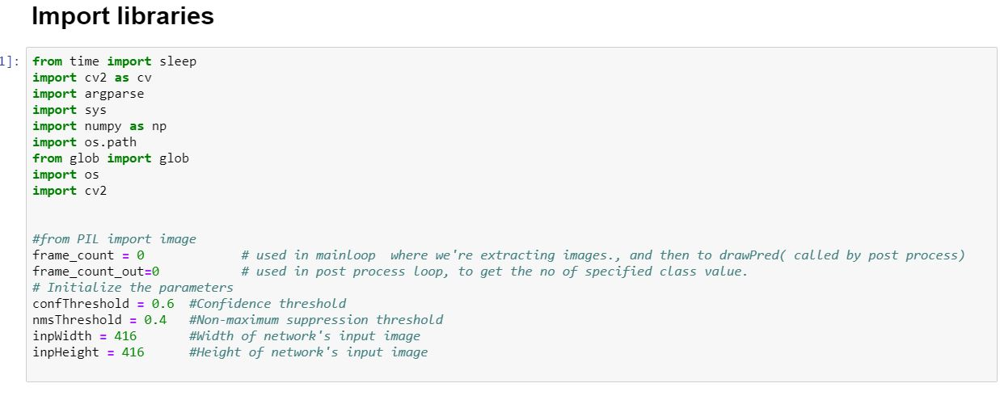 Import libraries
1]:
from time import sleep
import cv2 as cv
import argparse
import sys
import numpy as np
import os.path
from glob import glob
import os
import cv2
#from PIL import image
frame_count = 0             # used in mainloop  where we're extracting images., and then to drawPred( called by post process)
frame_count_out=0           # used in post process loop, to get the no of specified class value.
# Initialize the parameters
confThreshold = 0.6  #Confidence threshold
nmsThreshold = 0.4   #Non-maximum suppression threshold
inpWidth = 416       #Width of network's input image
inpHeight = 416      #Height of network's input image